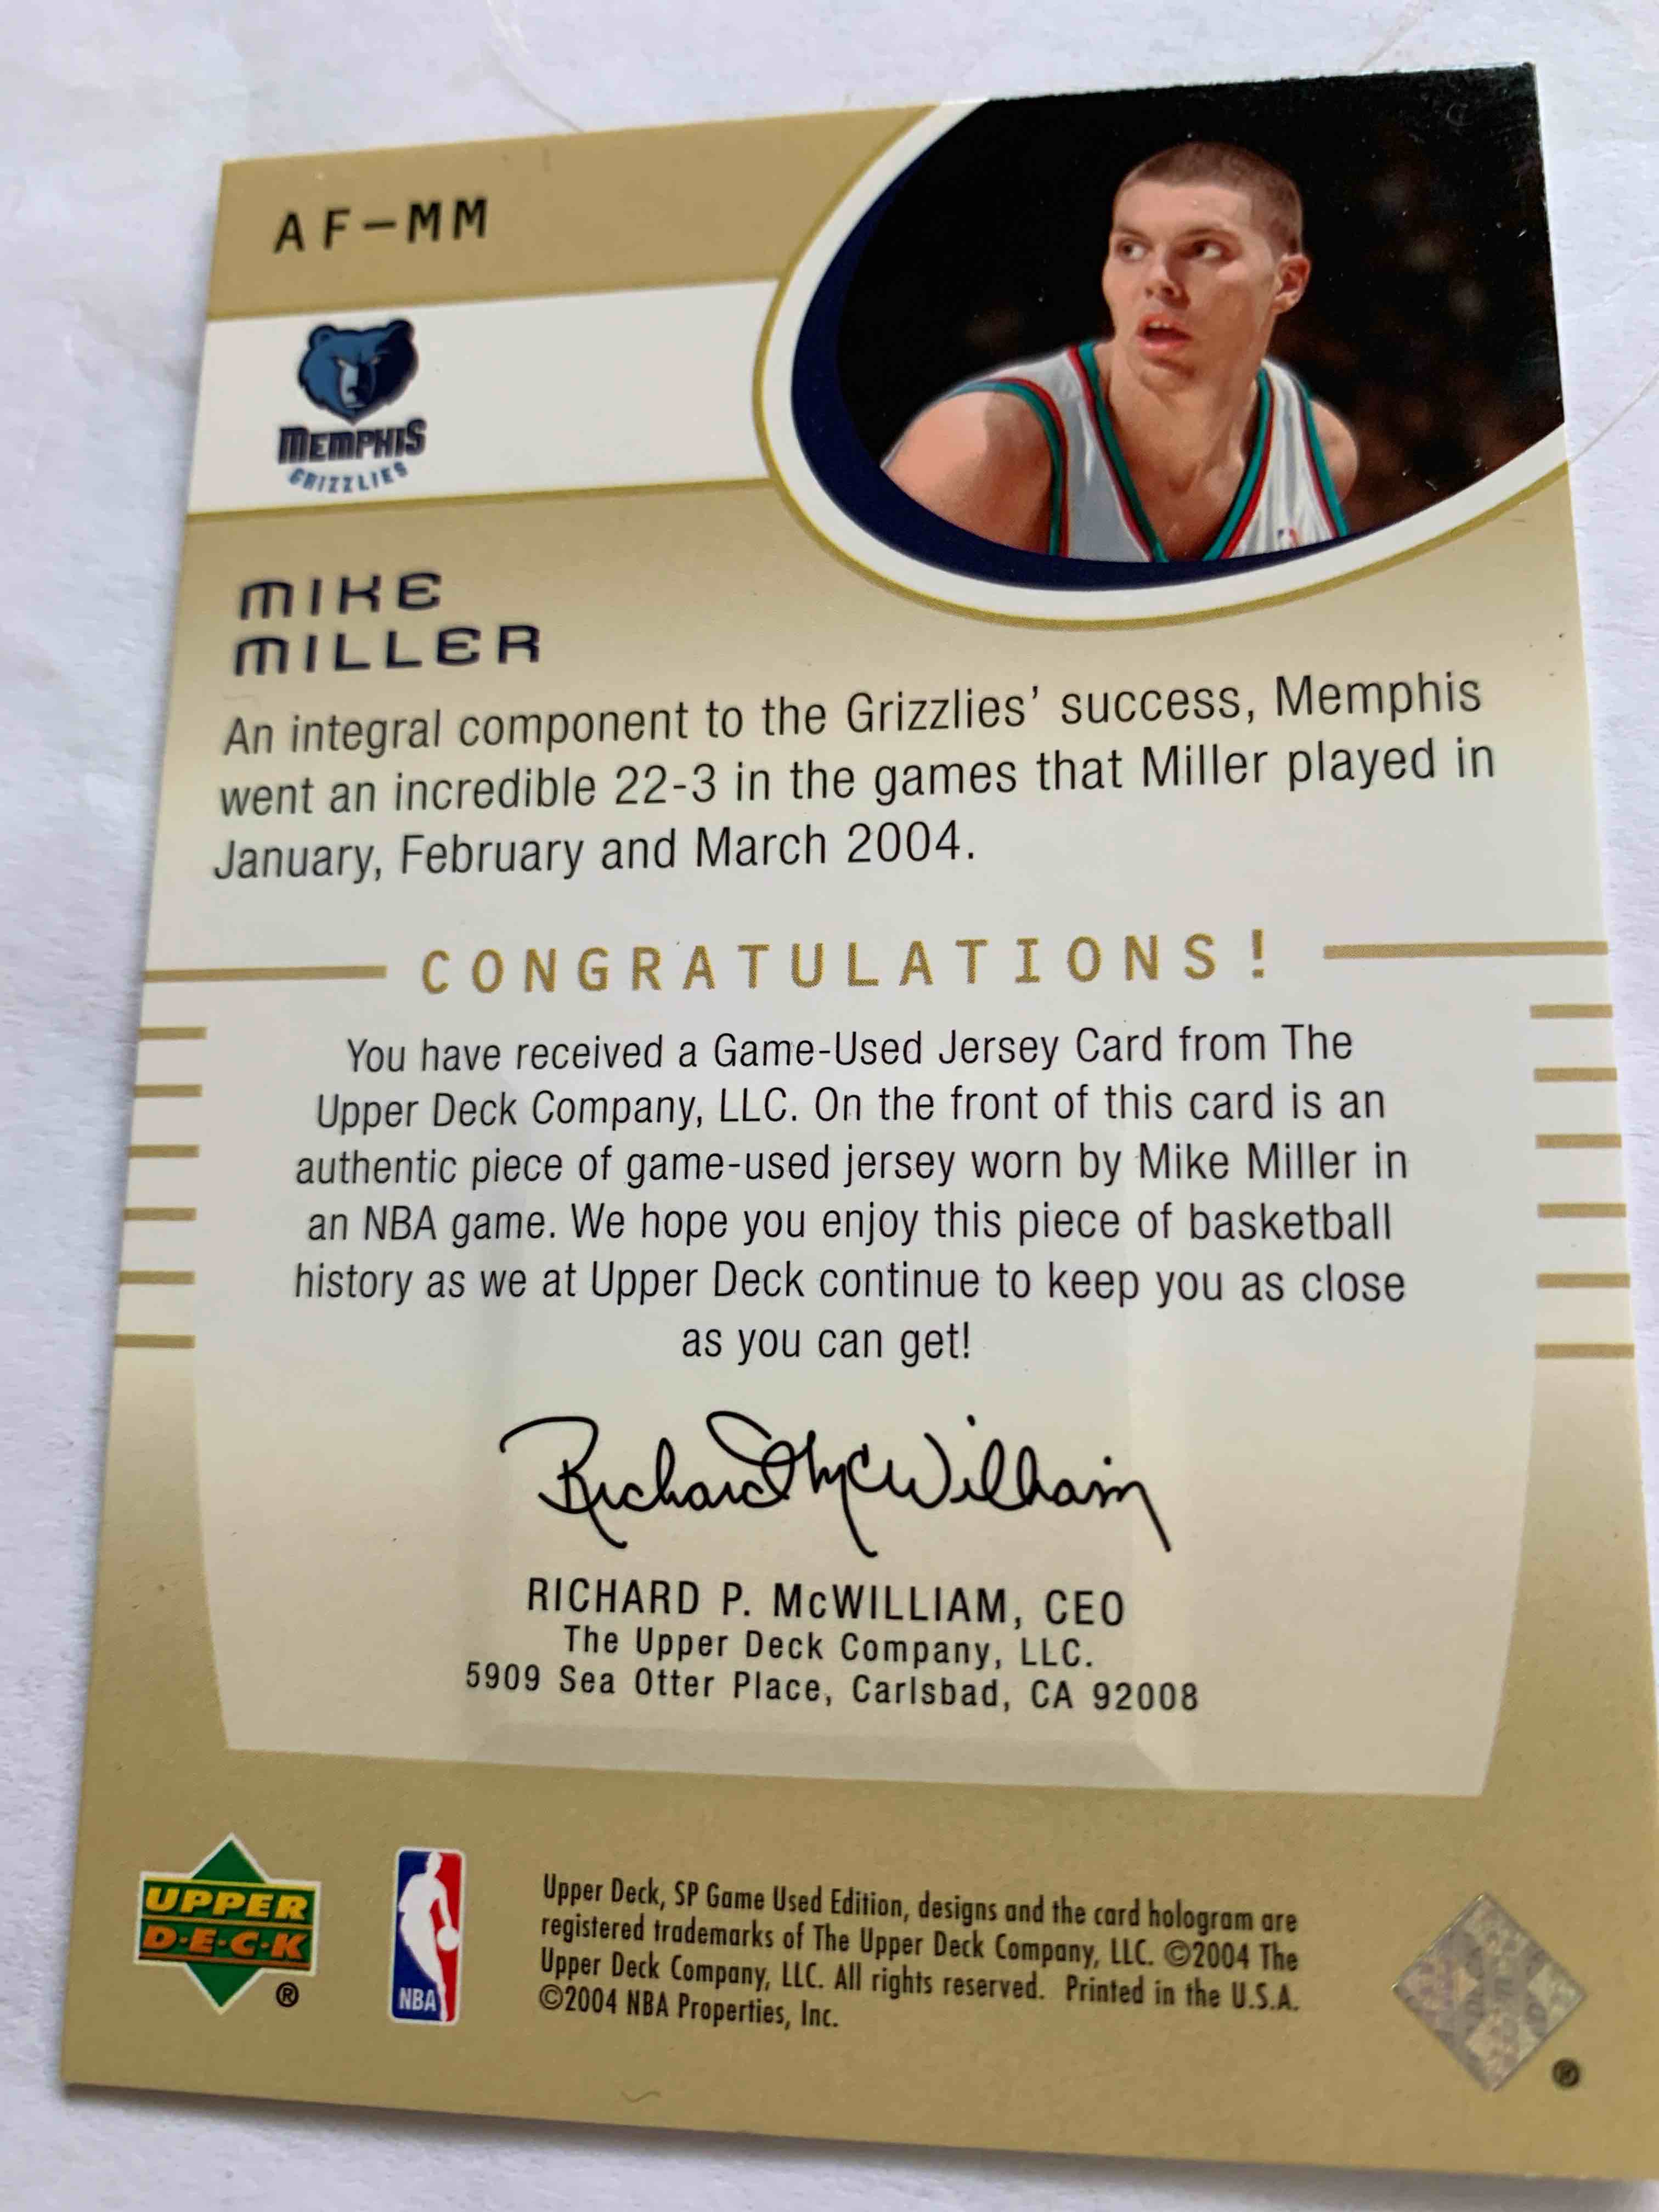 AF-MM
MEMPHIS
GRIZZLIES
MIKE
MILLER
An integral component to the Grizzlies' success, Memphis
went an incredible 22-3 in the games that Miller played in
January, February and March 2004.
CONGRATULATIONS!
You have received a Game-Used Jersey Card from The
Upper Deck Company, LLC. On the front of this card is an
authentic piece of game-used jersey worn by Mike Miller in
an NBA game. We hope you enjoy this piece of basketball
history as we at Upper Deck continue to keep you as close
as you can get!
Richard McWilliam
RICHARD P. McWILLIAM, CEO
The Upper Deck Company, LLC.
5909 Sea Otter Place, Carlsbad, CA 92008
UPPER
D·E·C·K
®
NBA
Upper Deck, SP Game Used Edition, designs and the card hologram are
registered trademarks of The Upper Deck Company, LLC. ©2004 The
Upper Deck Company, LLC. All rights reserved. Printed in the U.S.A.
©2004 NBA Properties, Inc.
®